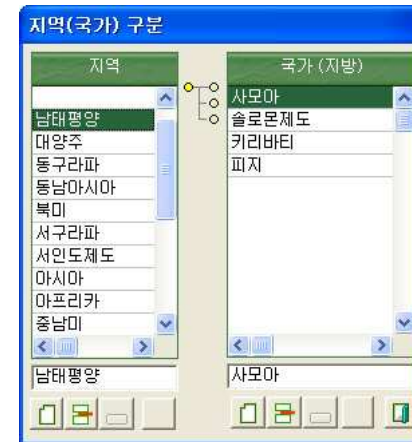 지역(국가) 구분
지역
남태평양
대양주
동구라파
동남아시아
북미
서구라파
서인도제도
아시아
아프리카
중남미
남태평양
국가 (지방)
사모아
솔로몬제도
키리바티
피지
사모아